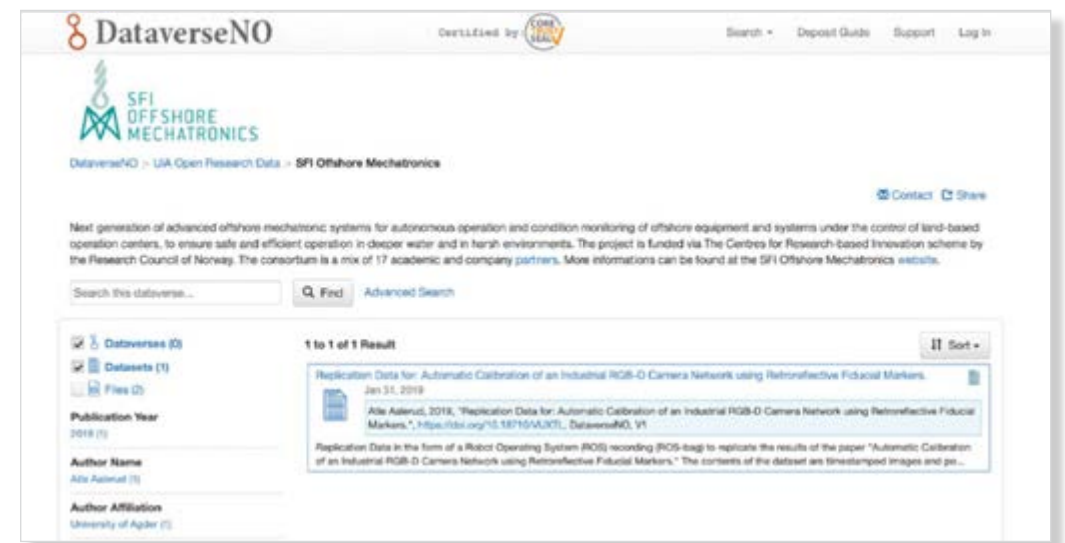 DataverseNO
Certified by
CORE
SEAL
Search
Deposit Guide
Support
Log In
SFI
OFFSHORE
MECHATRONICS
DataverseNO > UiA Open Research Data > SFI Offshore Mechatronics
Contact Share
Next generation of advanced offshore mechatronic systems for autonomous operation and condition monitoring of offshore equipment and systems under the control of land-based
operation centers, to ensure safe and efficient operation in deeper water and in harsh environments. The project is funded via The Centres for Research-based Innovation scheme by
the Research Council of Norway. The consortium is a mix of 17 academic and company partners. More informations can be found at the SFI Offshore Mechatronics website.
Search this dataverse...
Find
Advanced Search
Dataverses (0)
Datasets (1)
Files (2)
Publication Year
2019 (1)
Author Name
Atle Aalerud (1)
Author Affiliation
University of Agder (1)
1 to 1 of 1 Result
Sort
Replication Data for: Automatic Calibration of an Industrial RGB-D Camera Network using Retroreflective Fiducial Markers.
Jan 31, 2019
Atle Aalerud, 2019, "Replication Data for: Automatic Calibration of an Industrial RGB-D Camera Network using Retroreflective Fiducial
Markers.", DataverseNO, V1
Replication Data in the form of a Robot Operating System (ROS) recording (ROS-bag) to replicate the results of the paper "Automatic Calibration
of an Industrial RGB-D Camera Network using Retroreflective Fiducial Markers." The contents of the dataset are timestamped images and po...